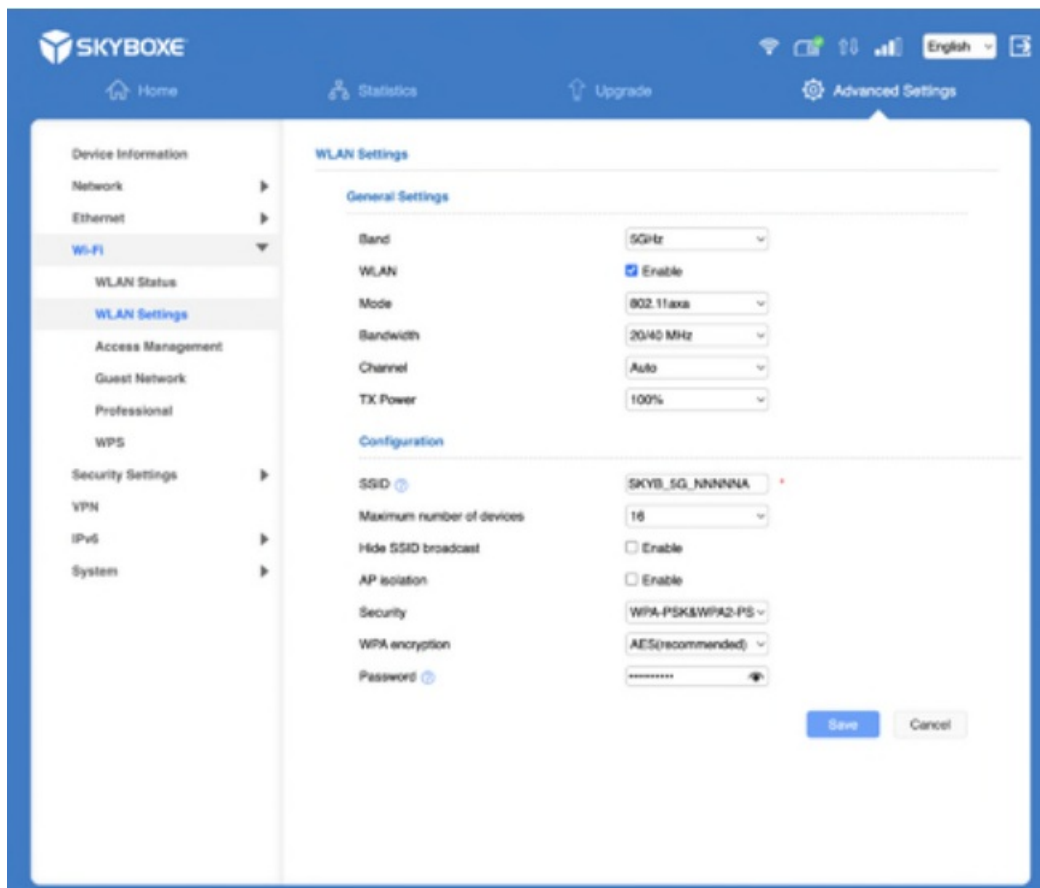 SKYBOXE
English
Home
Statistics
Upgrade
Advanced Settings
Device Information
Network
Ethernet
Wi-Fi
WLAN Status
WLAN Settings
Access Management
Guest Network
Professional
WPS
Security Settings
VPN
IPv6
System
WLAN Settings
General Settings
Band 5GHz
WLAN Enable
Mode 802.11axa
Bandwidth 20/40 MHz
Channel Auto
TX Power 100%
Configuration
SSID ? SKYB_5G_NNNNNA *
Maximum number of devices 16
Hide SSID broadcast Enable
AP isolation Enable
Security WPA-PSK&WPA2-PS
WPA encryption AES(recommended)
Password ? ••••••••••
Save Cancel